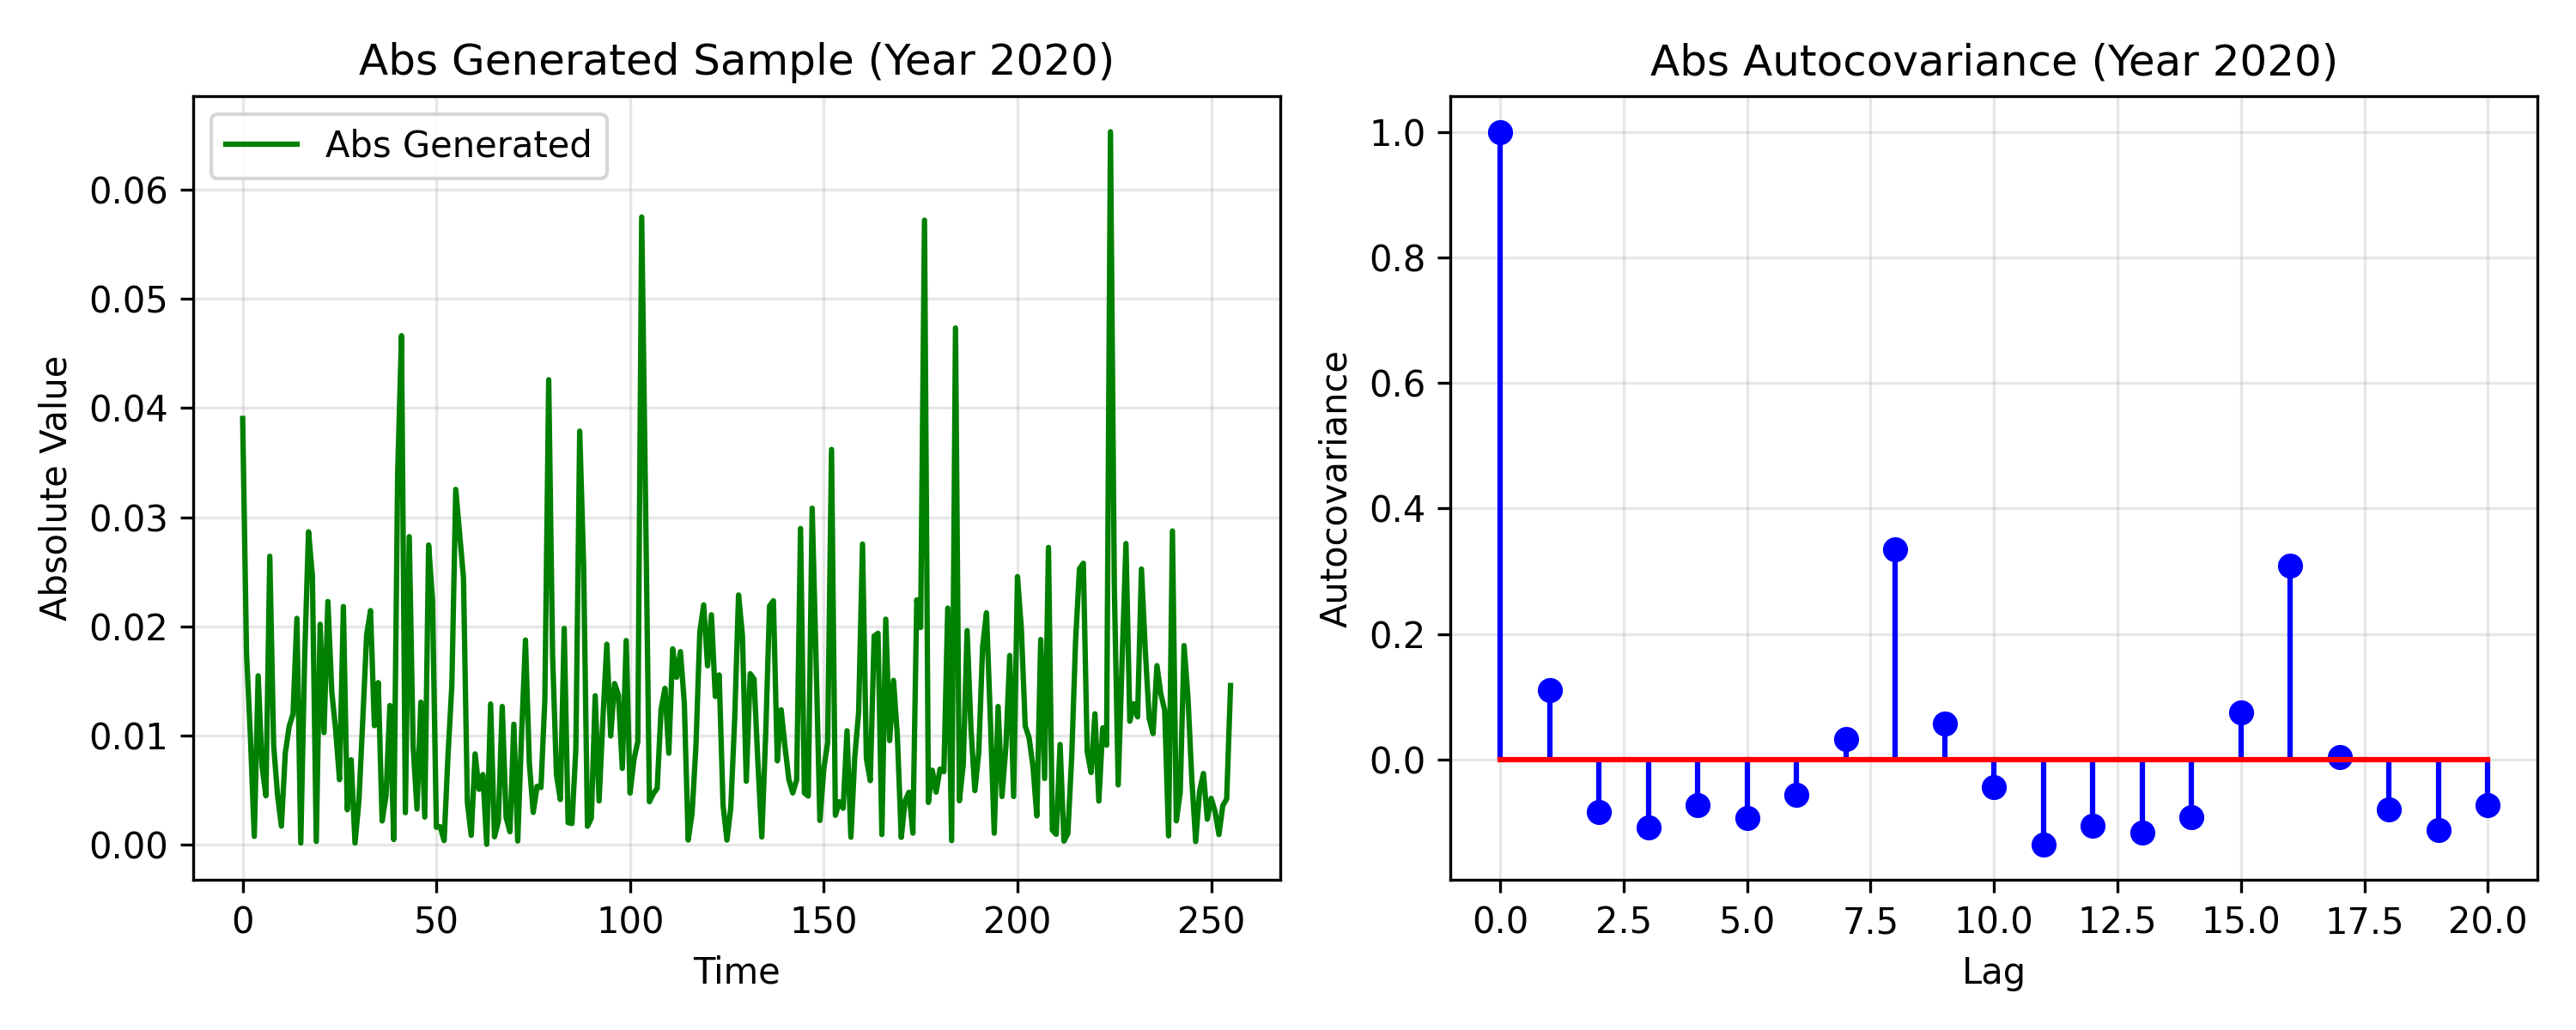 Abs Generated Sample (Year 2020)
Abs Generated
0.06
0.05
0.04
0.03
0.02
0.01
0.00
Absolute Value
0 50 100 150 200 250
Time
Abs Autocovariance (Year 2020)
1.0
0.8
0.6
0.4
0.2
0.0
Autocovariance
0.0 2.5 5.0 7.5 10.0 12.5 15.0 17.5 20.0
Lag